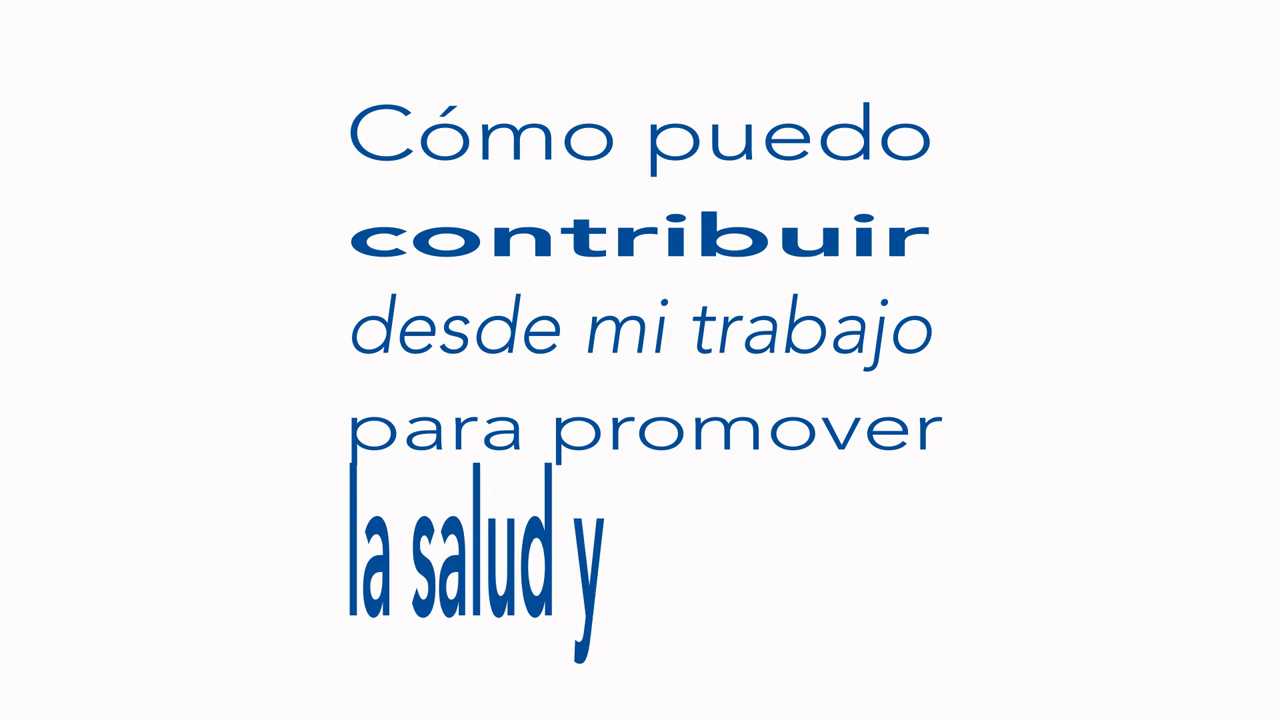 Cómo puedo
contribuir
desde mi trabajo
para promover
la salud y